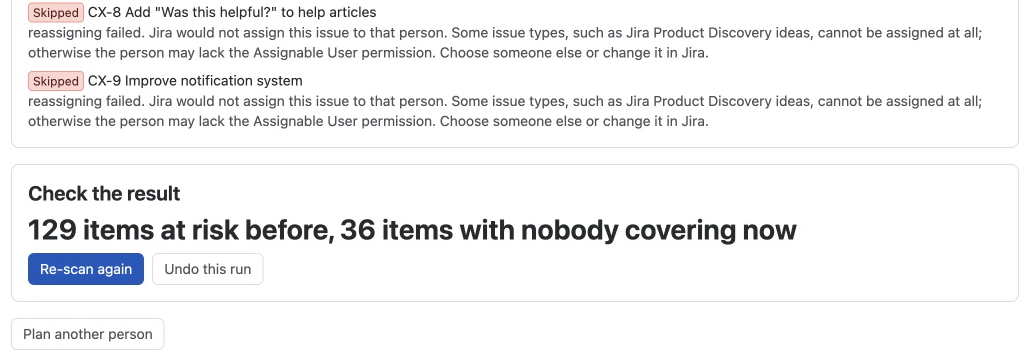 Skipped CX-8 Add "Was this helpful?" to help articles
reassigning failed. Jira would not assign this issue to that person. Some issue types, such as Jira Product Discovery ideas, cannot be assigned at all;
otherwise the person may lack the Assignable User permission. Choose someone else or change it in Jira.
Skipped CX-9 Improve notification system
reassigning failed. Jira would not assign this issue to that person. Some issue types, such as Jira Product Discovery ideas, cannot be assigned at all;
otherwise the person may lack the Assignable User permission. Choose someone else or change it in Jira.
Check the result
129 items at risk before, 36 items with nobody covering now
Re-scan again Undo this run
Plan another person